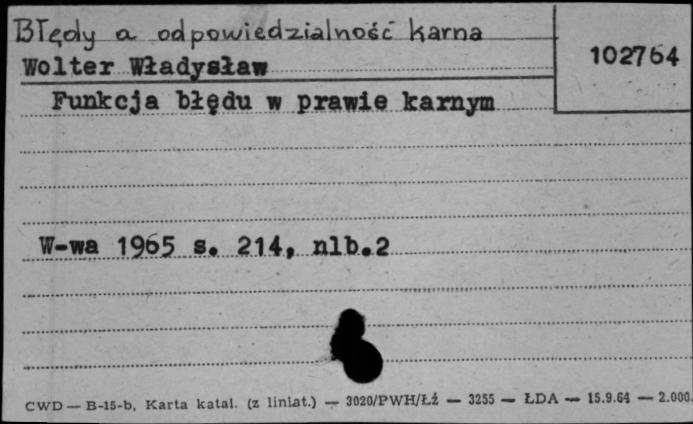 Błędy a odpowiedzialność karna
102764
Wolter Władysław
Funkcja błędu w prawie karnym
W-wa 1965 s. 214, nlb.2
CWD — B-15-b, Karta katal. (z liniat.) — 3020/PWH/Łź — 3255 — ŁDA — 15.9.64 — 2.000.